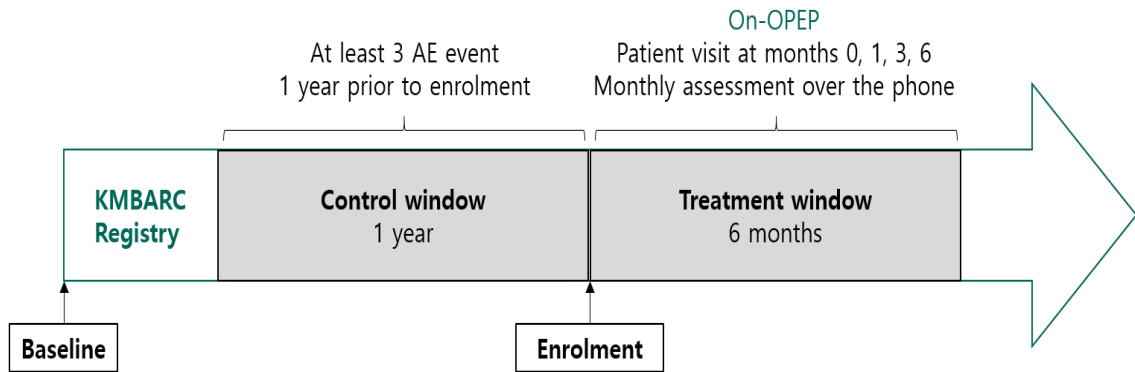 On-OPEP
At least 3 AE event
1 year prior to enrolment
Patient visit at months 0, 1, 3, 6
Monthly assessment over the phone
KMBARC
Registry
Control window
1 year
Treatment window
6 months
Baseline
Enrolment